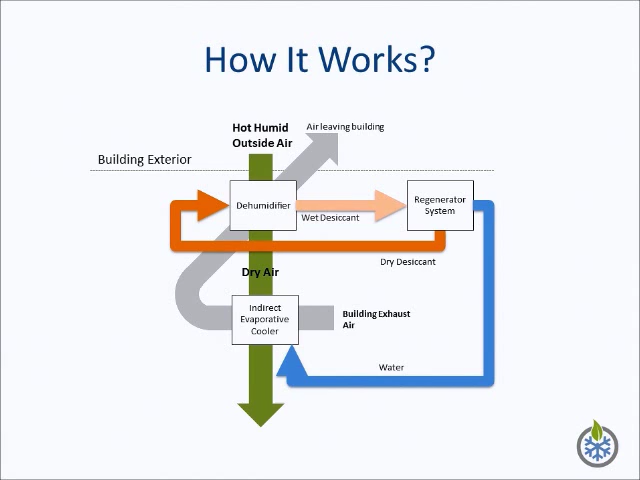 How It Works?
Hot Humid
Outside Air
Air leaving building
Building Exterior
Dehumidifier
Wet Desiccant
Regenerator
System
Dry Desiccant
Dry Air
Indirect
Evaporative
Cooler
Building Exhaust
Air
Water